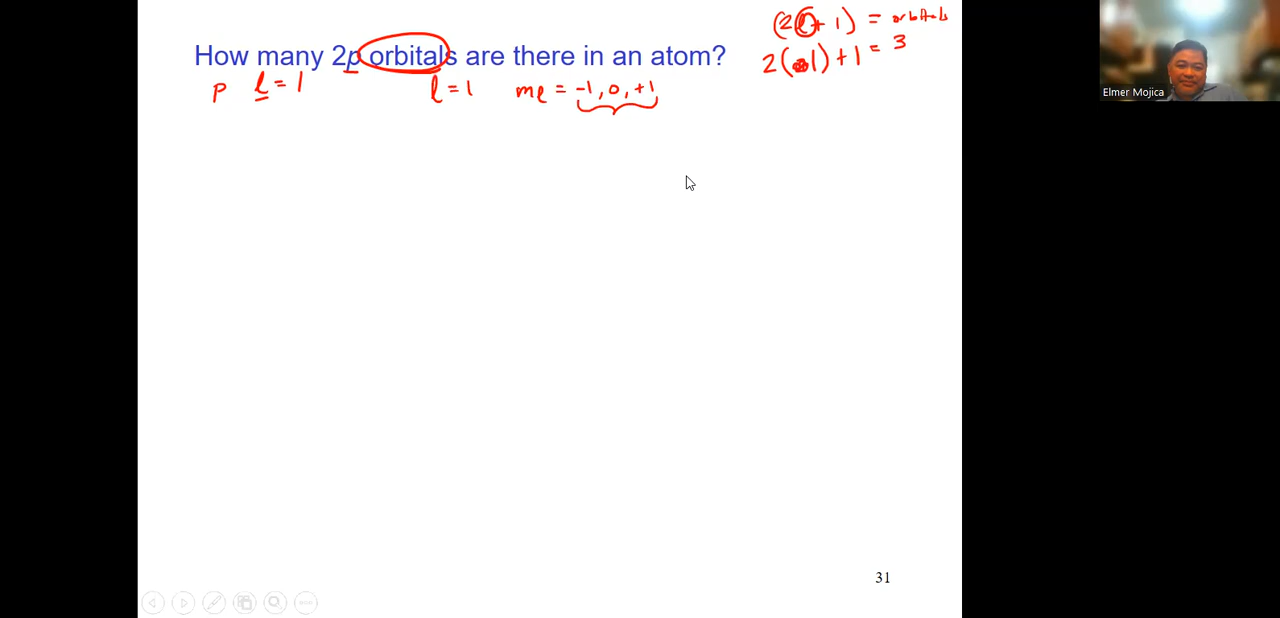 (2l+1) = orbitals
How many 2p orbitals are there in an atom?
2(1)+1 = 3
p l = 1 l = 1 ml = -1, 0, +1
Elmer Mojica
31